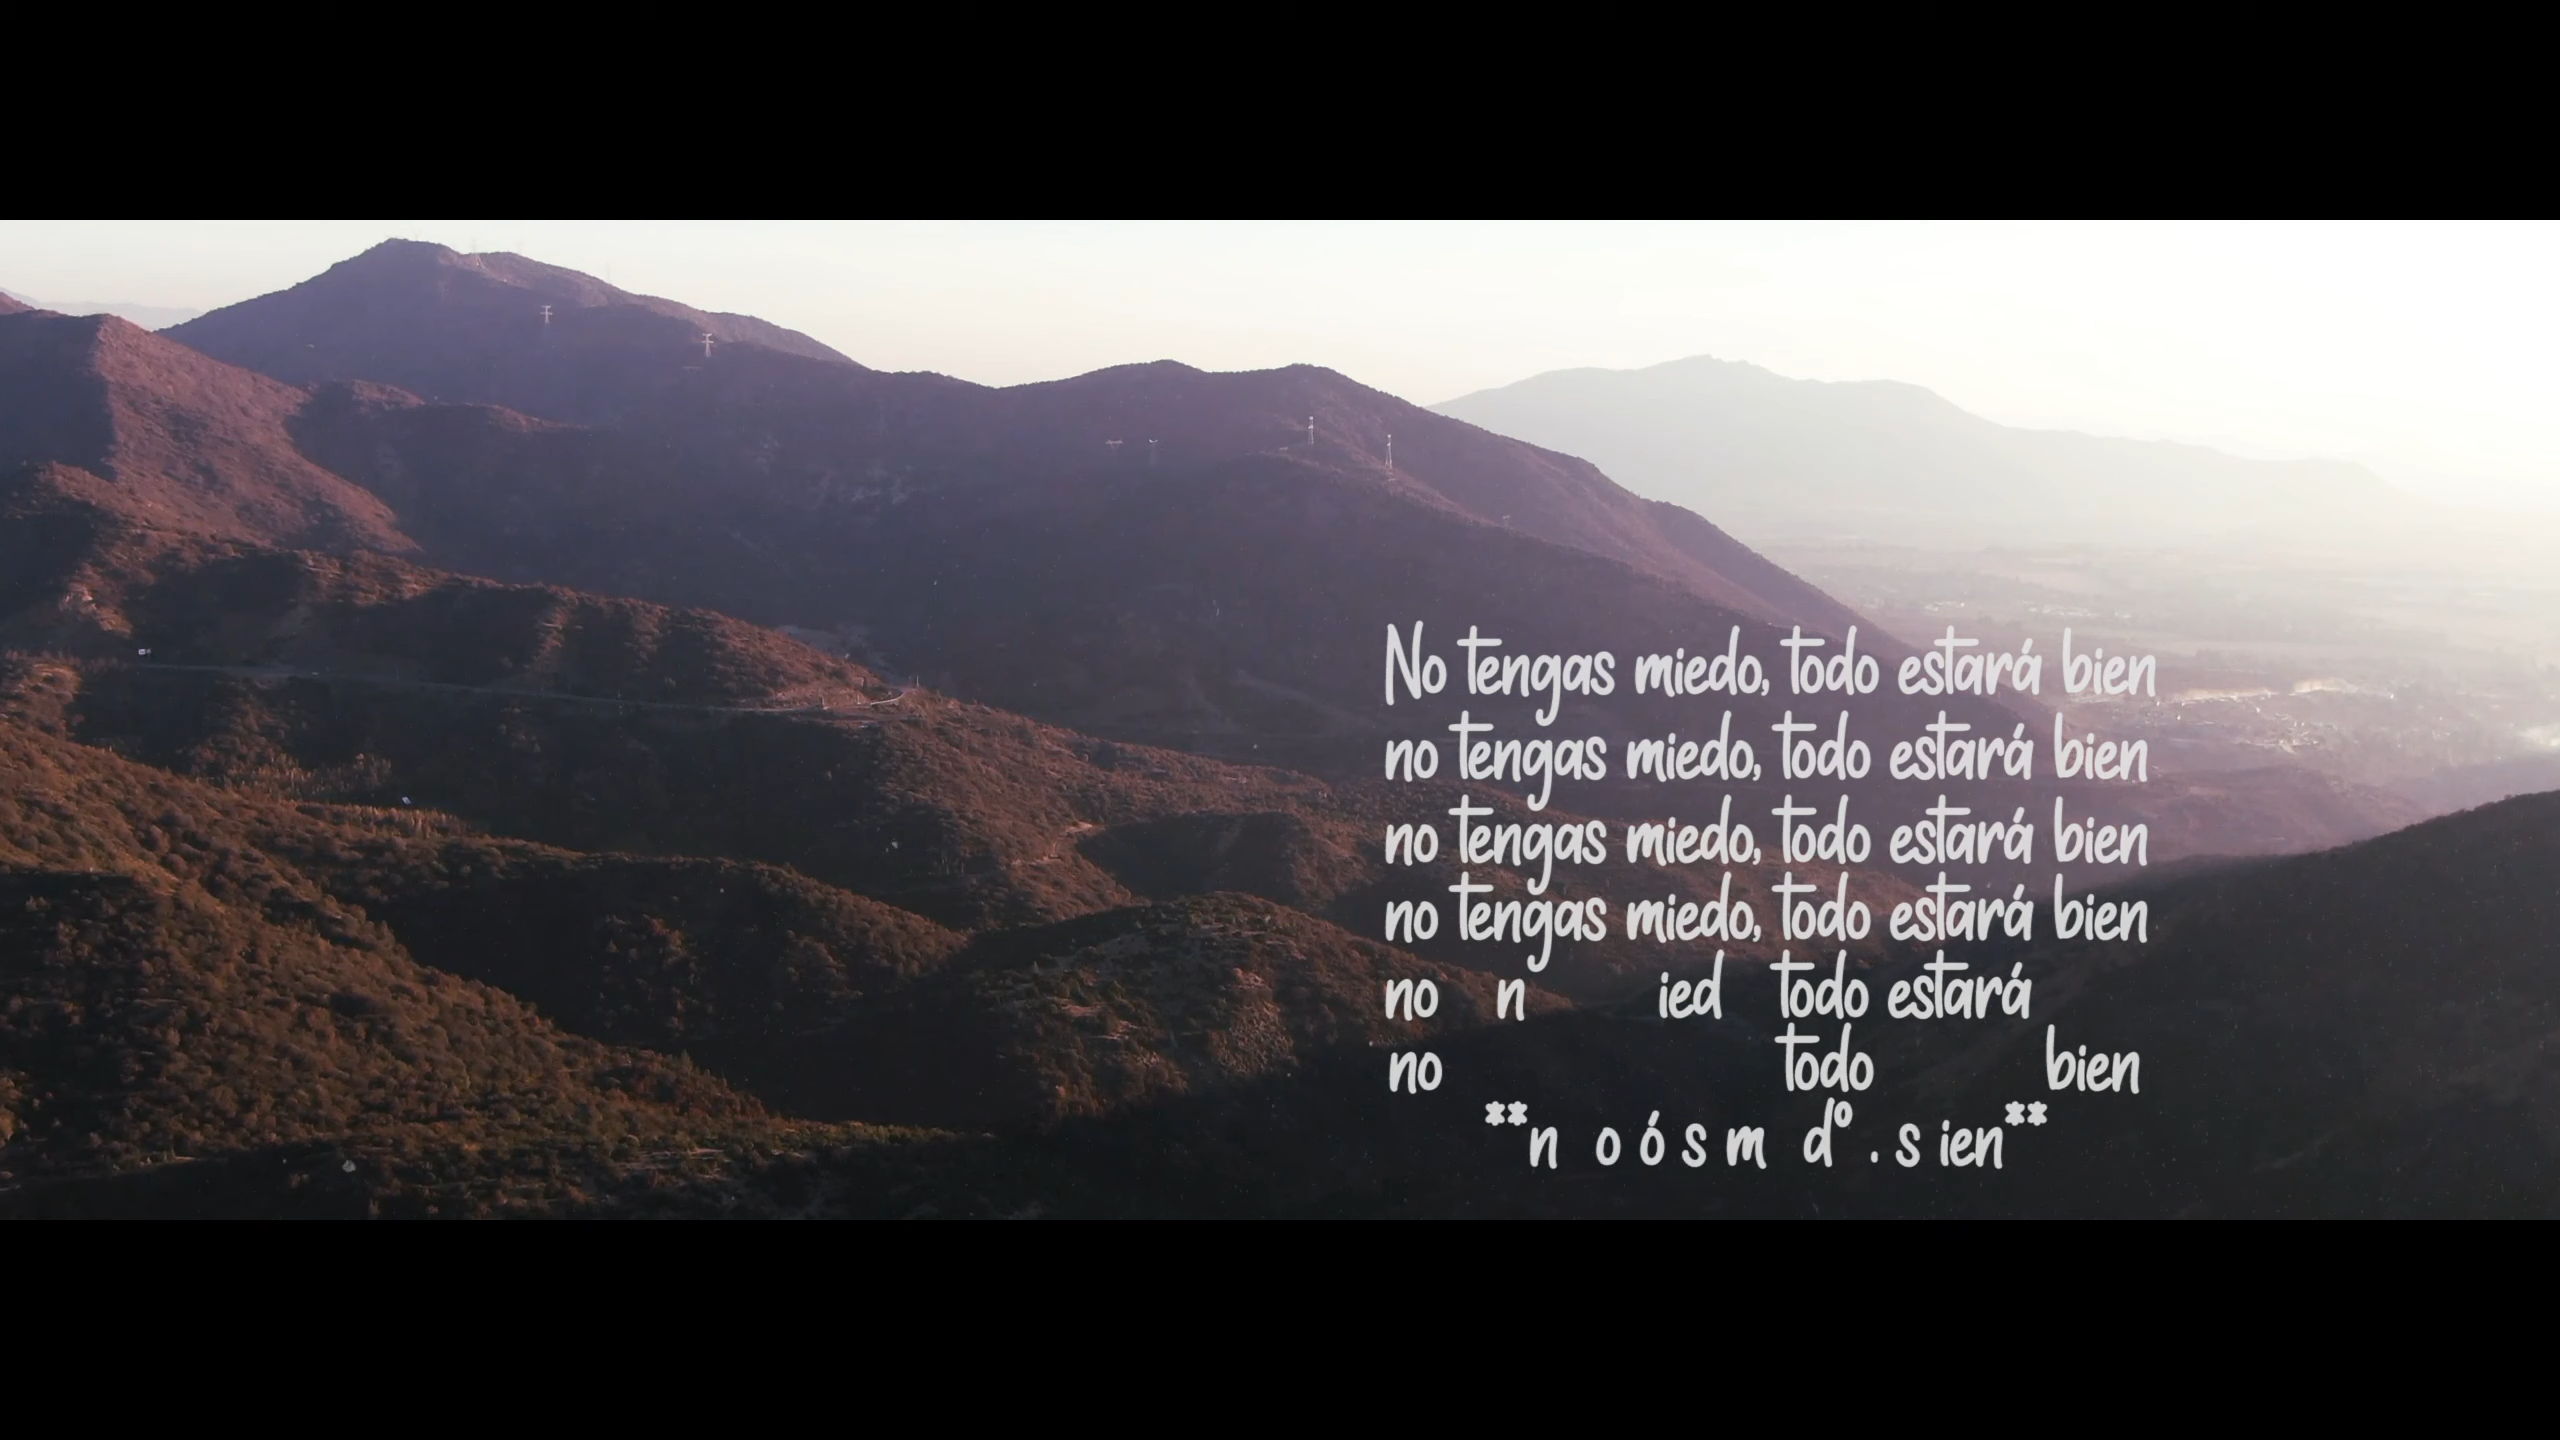 No tengas miedo, todo estará bien
no tengas miedo, todo estará bien
no tengas miedo, todo estará bien
no tengas miedo, todo estará bien
no n ied todo estará
no todo bien
**n o ó s m dº . s ien**